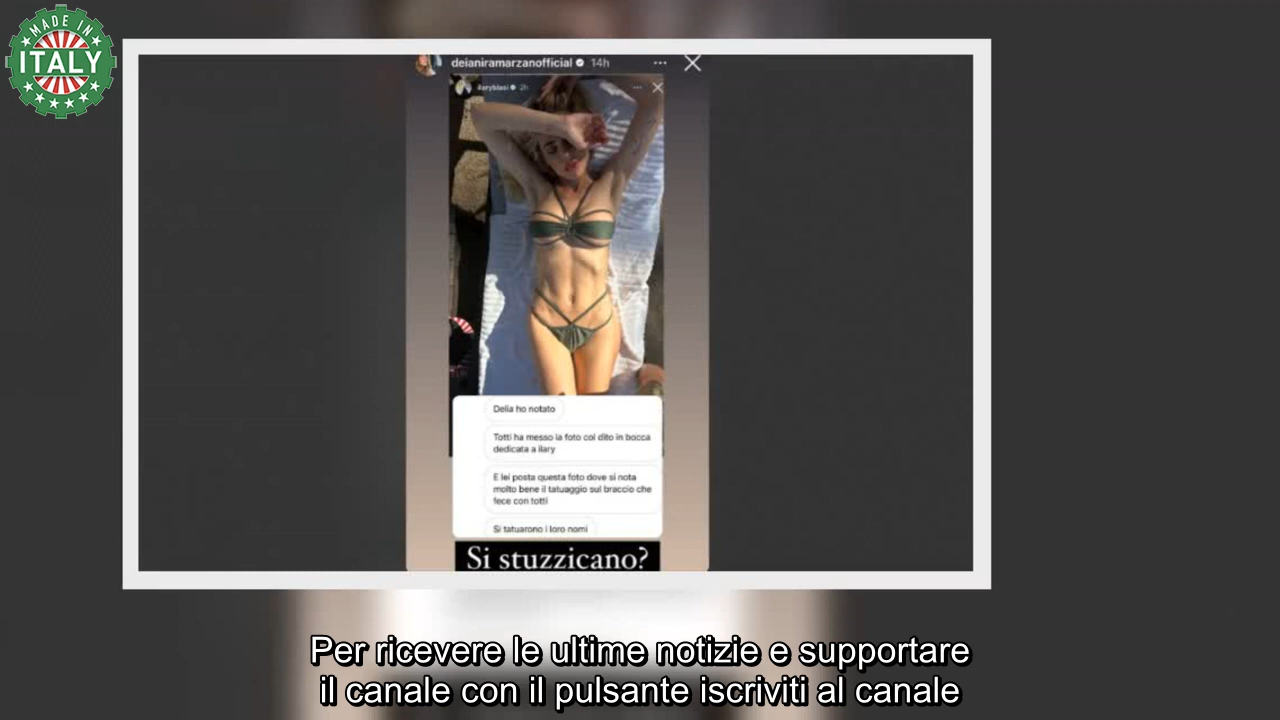 MADE IN
ITALY
deianiramarzanofficial 14h
ilaryblasi 2h
Delia ho notato
Totti ha messo la foto col dito in bocca
dedicata a ilary
E lei posta questa foto dove si nota
molto bene il tatuaggio sul braccio che
fece con totti
Si tatuarono i loro nomi
Si stuzzicano?
Per ricevere le ultime notizie e supportare
il canale con il pulsante iscriviti al canale